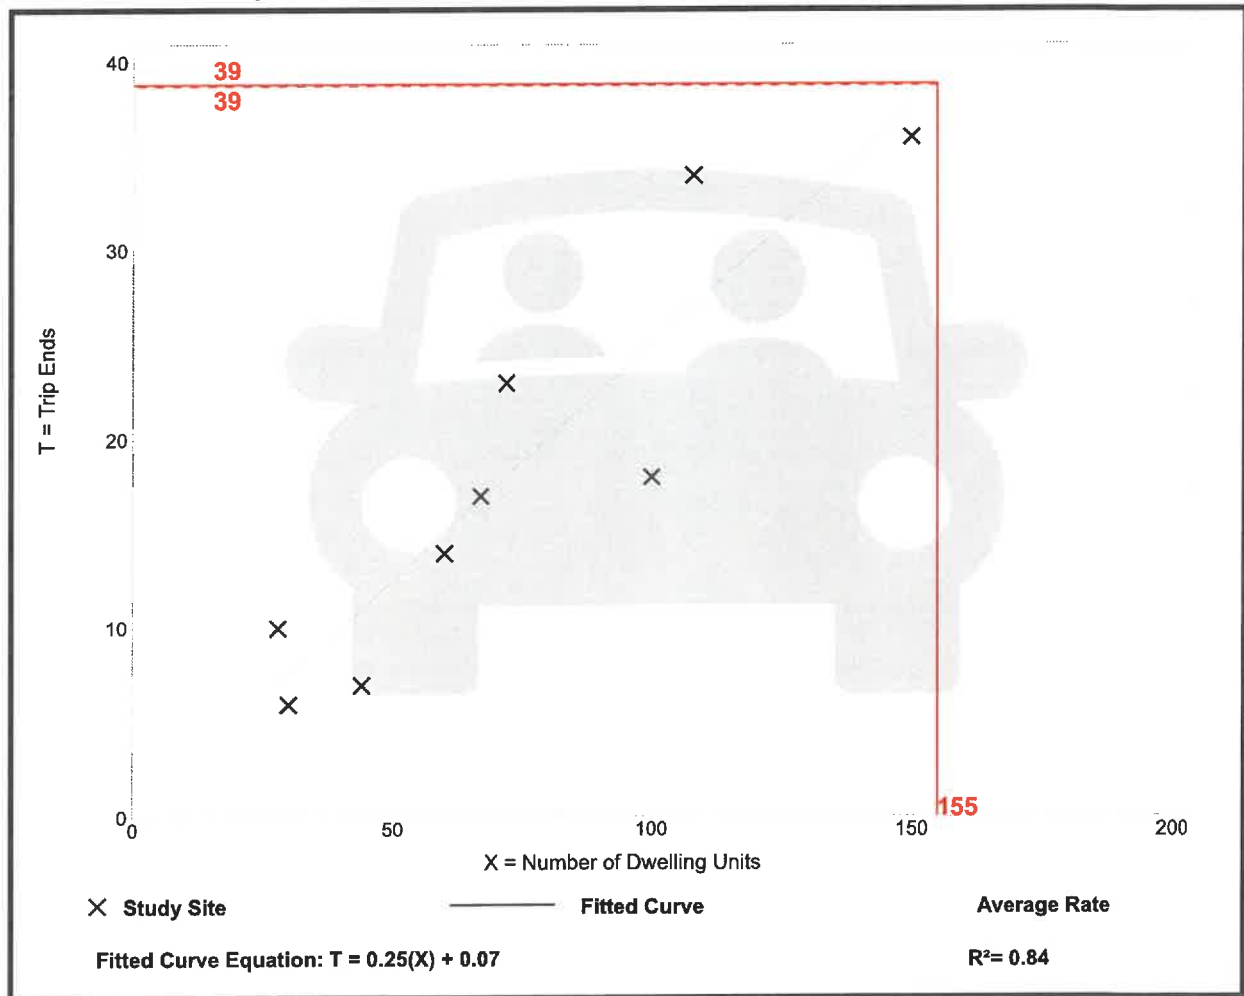 40
39
39
30
T = Trip Ends
20
10
0
0 50 100 150 155 200
X = Number of Dwelling Units
Study Site Fitted Curve Average Rate
Fitted Curve Equation: T = 0.25(X) + 0.07 R²= 0.84